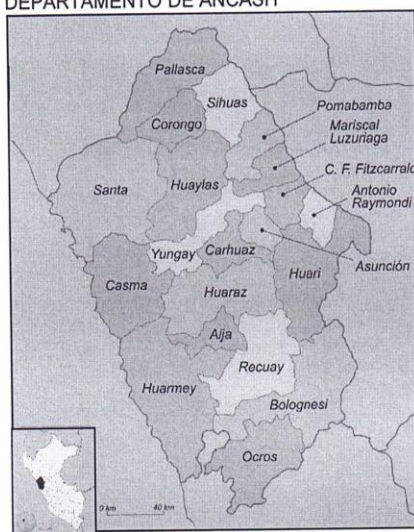 DEPARTAMENTO DE ANCASH
Pallasca
Sihuas
Corongo
Pomabamba
Mariscal
Luzuriaga
C. F. Fitzcarrald
Antonio
Raymondi
Santa
Huaylas
Yungay
Carhuaz
Asunción
Casma
Huari
Huaraz
Aija
Recuay
Huarmey
Bolognesi
Ocros
0 km 40 km